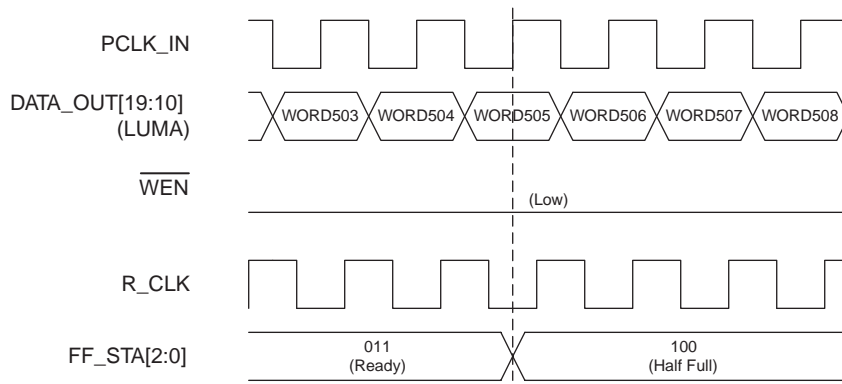 PCLK_IN
DATA_OUT[19:10]
(LUMA)
WORD503 WORD504 WORD505 WORD506 WORD507 WORD508
WEN
(Low)
R_CLK
FF_STA[2:0]
011
(Ready)
100
(Half Full)